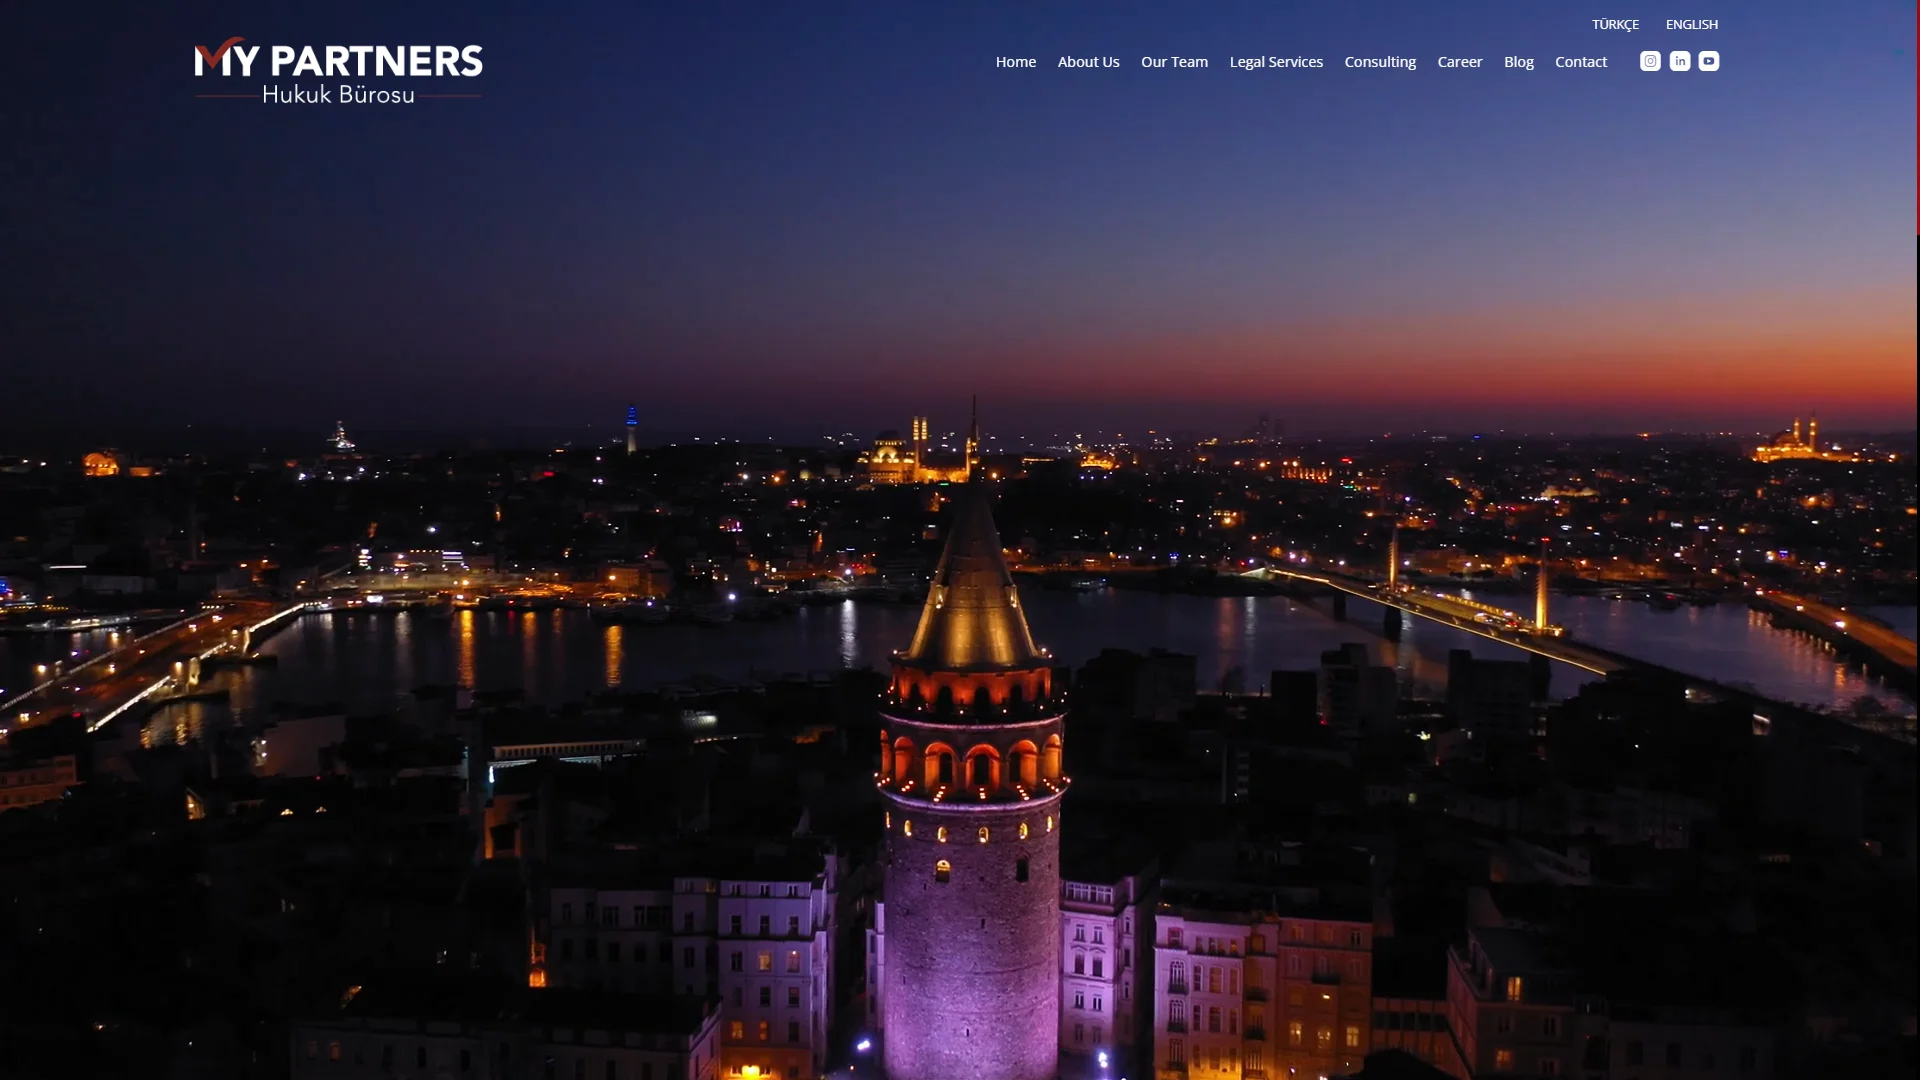 TÜRKÇE ENGLISH
MY PARTNERS
Hukuk Bürosu
Home About Us Our Team Legal Services Consulting Career Blog Contact